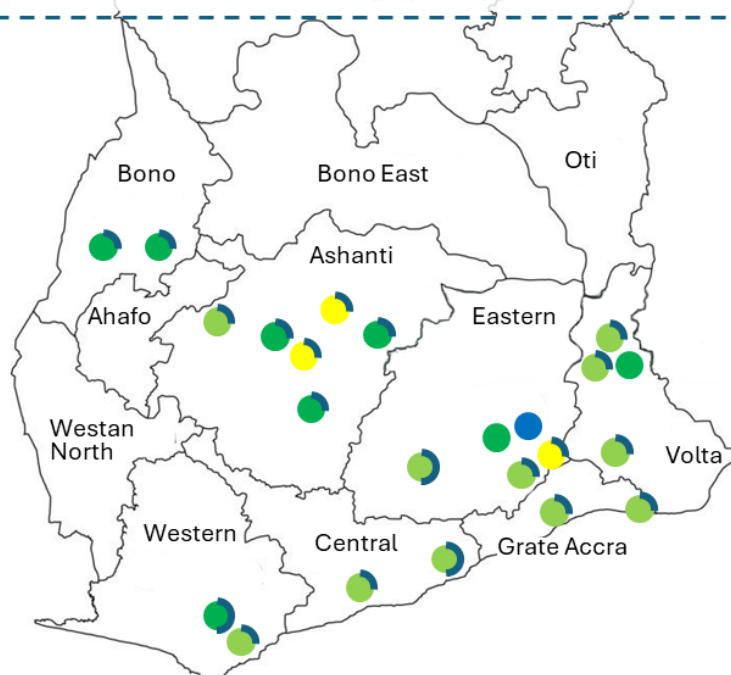 Bono
Bono East
Oti
Ashanti
Ahafo
Eastern
Westan
North
Volta
Western
Central
Grate Accra